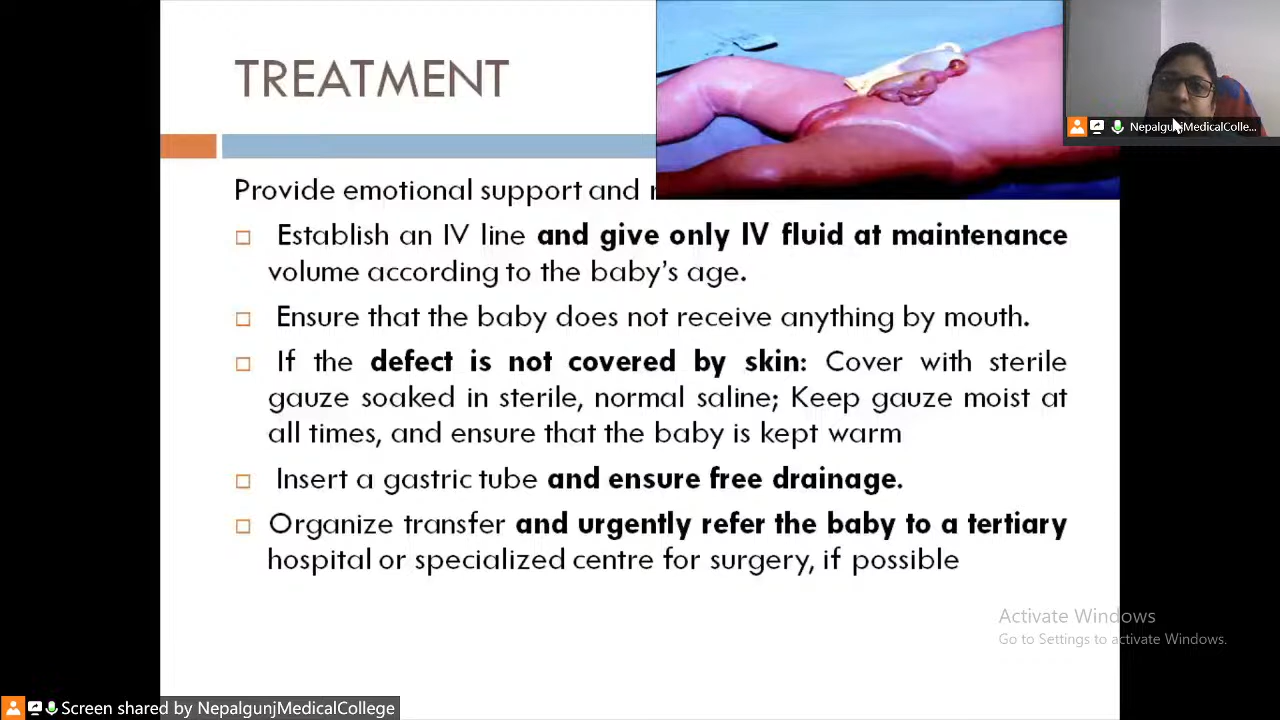 TREATMENT
NepalgunjMedicalColle...
Provide emotional support and
Establish an IV line and give only IV fluid at maintenance
volume according to the baby's age.
Ensure that the baby does not receive anything by mouth.
If the defect is not covered by skin: Cover with sterile
gauze soaked in sterile, normal saline; Keep gauze moist at
all times, and ensure that the baby is kept warm
Insert a gastric tube and ensure free drainage.
Organize transfer and urgently refer the baby to a tertiary
hospital or specialized centre for surgery, if possible
Activate Windows
Go to Settings to activate Windows.
Screen shared by NepalgunjMedicalCollege